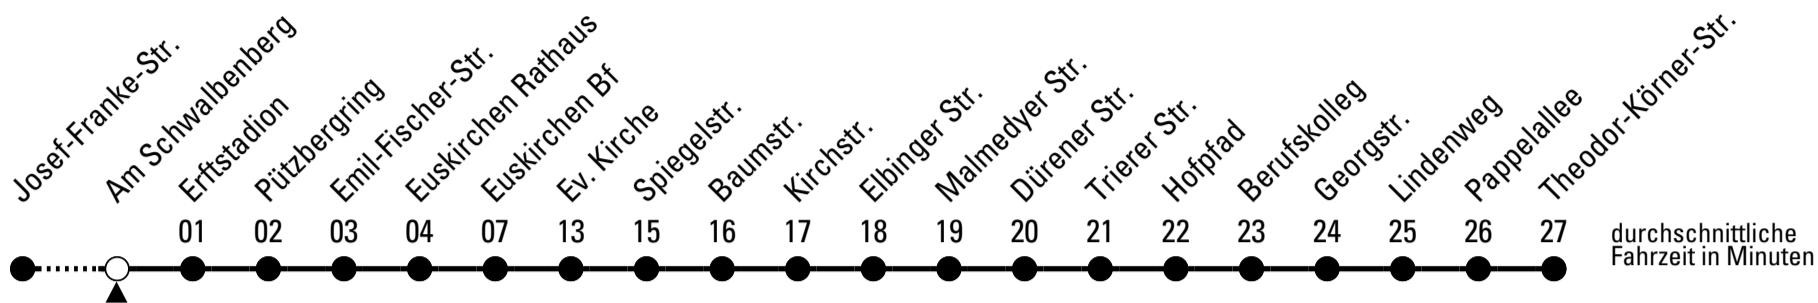 Josef-Franke-Str.
Am Schwalbenberg
Erftstadion
Pützbergring
Emil-Fischer-Str.
Euskirchen Rathaus
Euskirchen Bf
Ev. Kirche
Spiegelstr.
Baumstr.
Kirchstr.
Elbinger Str.
Malmedyer Str.
Dürener Str.
Trierer Str.
Hofpfad
Berufskolleg
Georgstr.
Lindenweg
Pappelallee
Theodor-Körner-Str.
01 02 03 04 07 13 15 16 17 18 19 20 21 22 23 24 25 26 27
durchschnittliche
Fahrzeit in Minuten